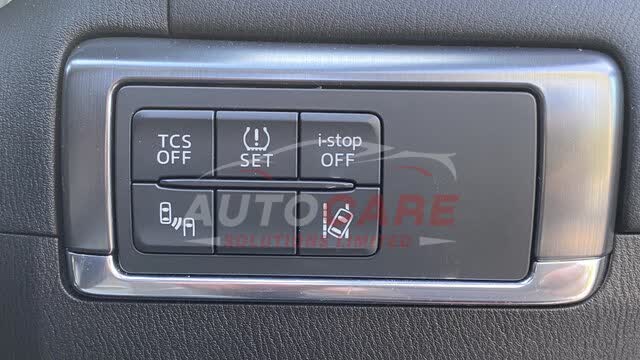 TCS
OFF
SET
i-stop
OFF
AUTOCARE
SOLUTIONS LIMITED